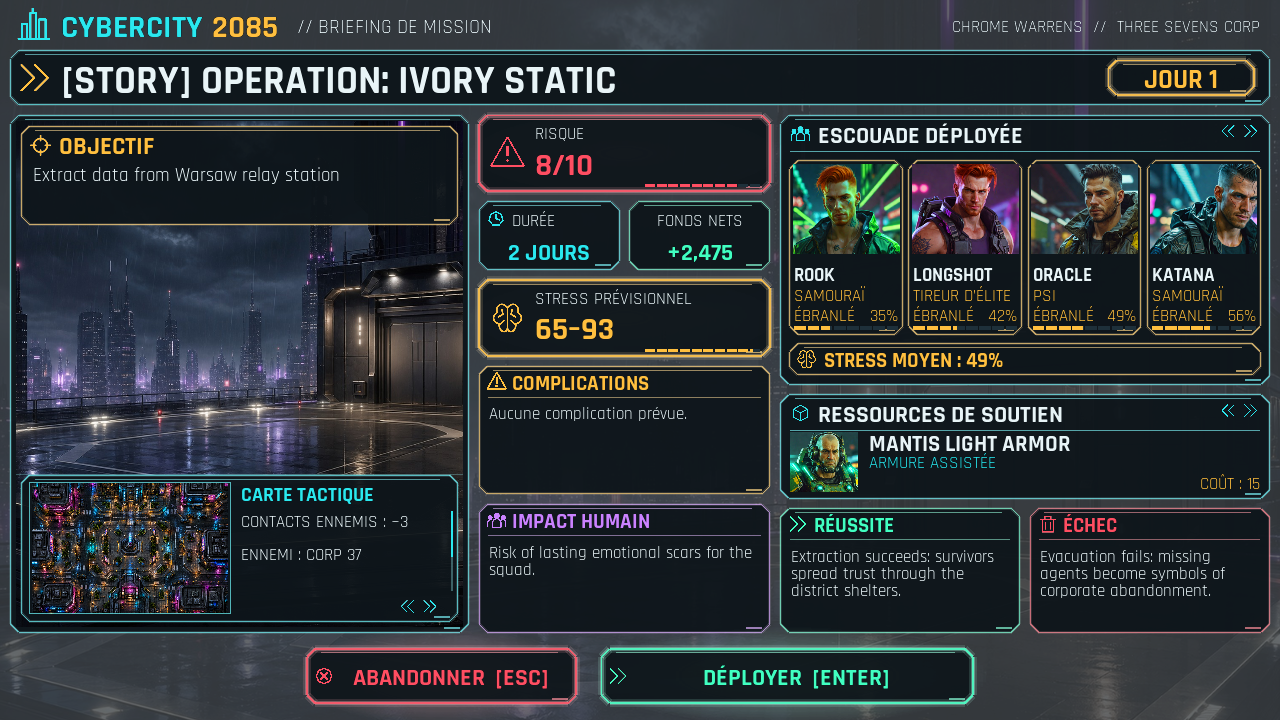 CYBERCITY 2085 // BRIEFING DE MISSION
CHROME WARRENS // THREE SEVENS CORP
[STORY] OPERATION: IVORY STATIC
JOUR 1
OBJECTIF
Extract data from Warsaw relay station
CARTE TACTIQUE
CONTACTS ENNEMIS : ~3
ENNEMI : CORP 37
RISQUE
8/10
DURÉE
2 JOURS
FONDS NETS
+2,475
STRESS PRÉVISIONNEL
65–93
COMPLICATIONS
Aucune complication prévue.
IMPACT HUMAIN
Risk of lasting emotional scars for the
squad.
ESCOUADE DÉPLOYÉE
ROOK
SAMOURAÏ
ÉBRANLÉ 35%
LONGSHOT
TIREUR D'ÉLITE
ÉBRANLÉ 42%
ORACLE
PSI
ÉBRANLÉ 49%
KATANA
SAMOURAÏ
ÉBRANLÉ 56%
STRESS MOYEN : 49%
RESSOURCES DE SOUTIEN
MANTIS LIGHT ARMOR
ARMURE ASSISTÉE
COÛT : 15
RÉUSSITE
Extraction succeeds: survivors
spread trust through the
district shelters.
ÉCHEC
Evacuation fails: missing
agents become symbols of
corporate abandonment.
ABANDONNER [ESC]
DÉPLOYER [ENTER]